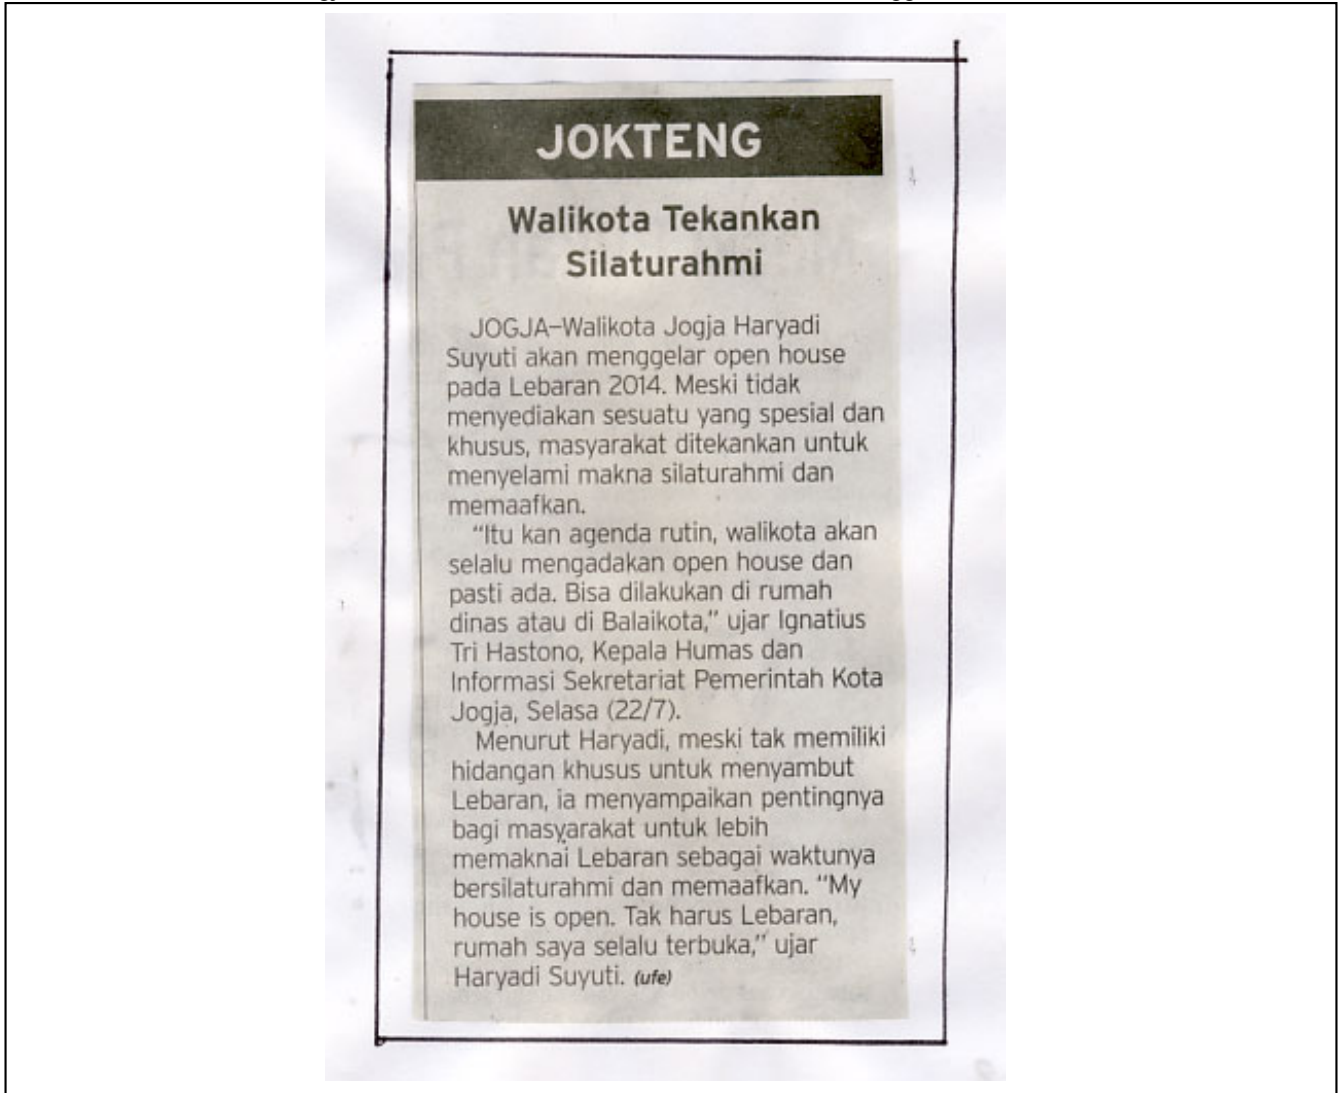 JOKTENG
Walikota Tekankan
Silaturahmi
JOGJA–Walikota Jogja Haryadi
Suyuti akan menggelar open house
pada Lebaran 2014. Meski tidak
menyediakan sesuatu yang spesial dan
khusus, masyarakat ditekankan untuk
menyelami makna silaturahmi dan
memaafkan.
“Itu kan agenda rutin, walikota akan
selalu mengadakan open house dan
pasti ada. Bisa dilakukan di rumah
dinas atau di Balaikota,” ujar Ignatius
Tri Hastono, Kepala Humas dan
Informasi Sekretariat Pemerintah Kota
Jogja, Selasa (22/7).
Menurut Haryadi, meski tak memiliki
hidangan khusus untuk menyambut
Lebaran, ia menyampaikan pentingnya
bagi masyarakat untuk lebih
memaknai Lebaran sebagai waktunya
bersilaturahmi dan memaafkan. “My
house is open. Tak harus Lebaran,
rumah saya selalu terbuka,” ujar
Haryadi Suyuti. (ufe)